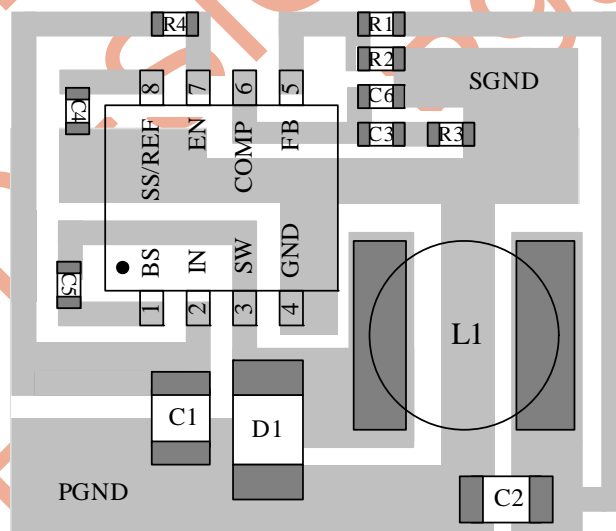 R4
R1
R2
SGND
C6
C4
C3
R3
8
7
6
5
SS/REF
EN
COMP
FB
BS
IN
SW
GND
1
2
3
4
C5
L1
C1
D1
PGND
C2